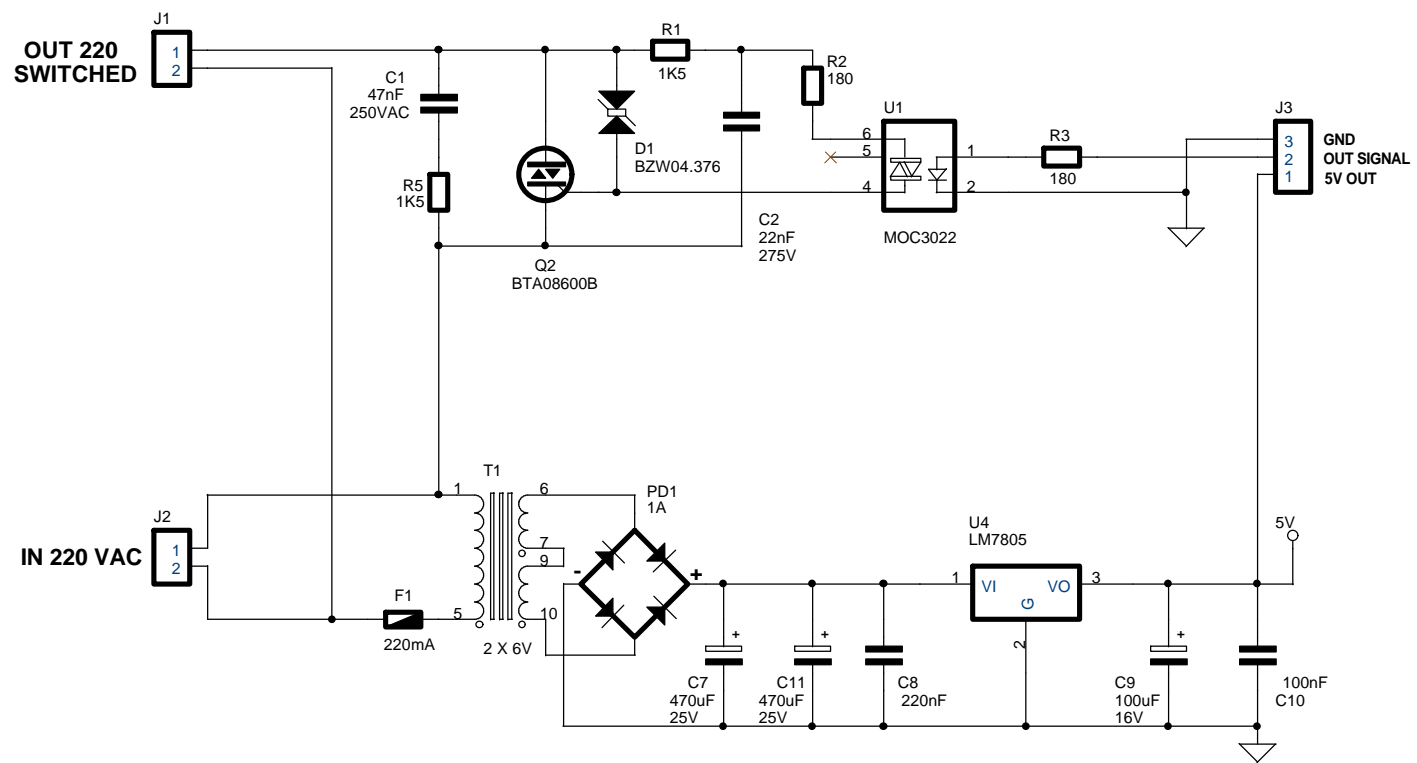 J1
OUT 220
SWITCHED
1
2
C1
47nF
250VAC
R5
1K5
R1
1K5
R2
180
D1
BZW04.376
Q2
BTA08600B
C2
22nF
275V
U1
6
5
4
1
2
MOC3022
R3
180
J3
3
2
1
GND
OUT SIGNAL
5V OUT
J2
IN 220 VAC
1
2
F1
220mA
T1
1
5
6
7
9
10
2 X 6V
PD1
1A
-
+
+
C7
470uF
25V
+
C11
470uF
25V
C8
220nF
U4
LM7805
1
VI
VO
3
G
2
5V
+
C9
100uF
16V
100nF
C10